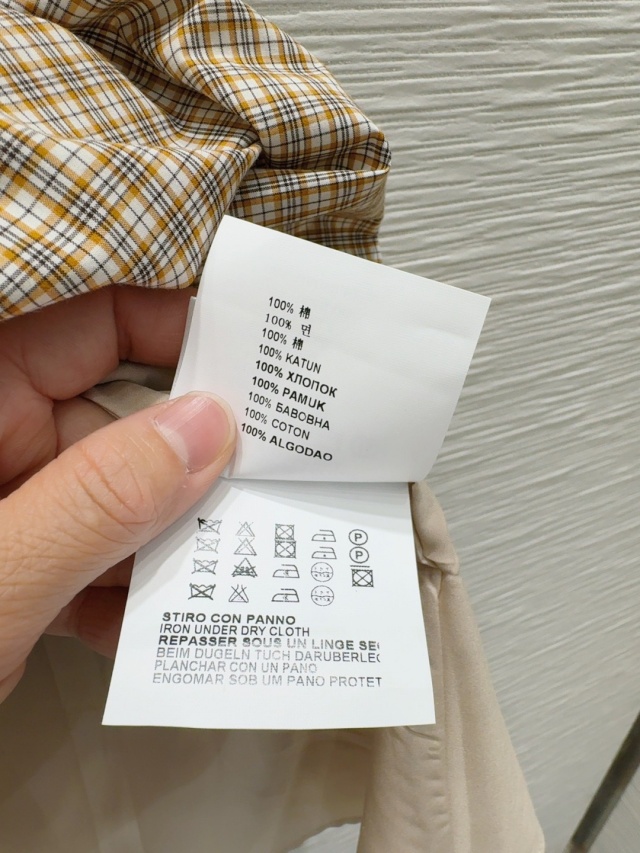 100% 棉
100% 면
100% 棉
100% KATUN
100% ХЛОПОК
100% PAMUK
100% БАВОВНА
100% COTON
100% ALGODAO
P
P
STIRO CON PANNO
IRON UNDER DRY CLOTH
REPASSER SOUS UN LINGE SE
BEIM DUGELN TUCH DARUBERLE
PLANCHAR CON UN PANO
ENGOMAR SOB UM PANO PROTET